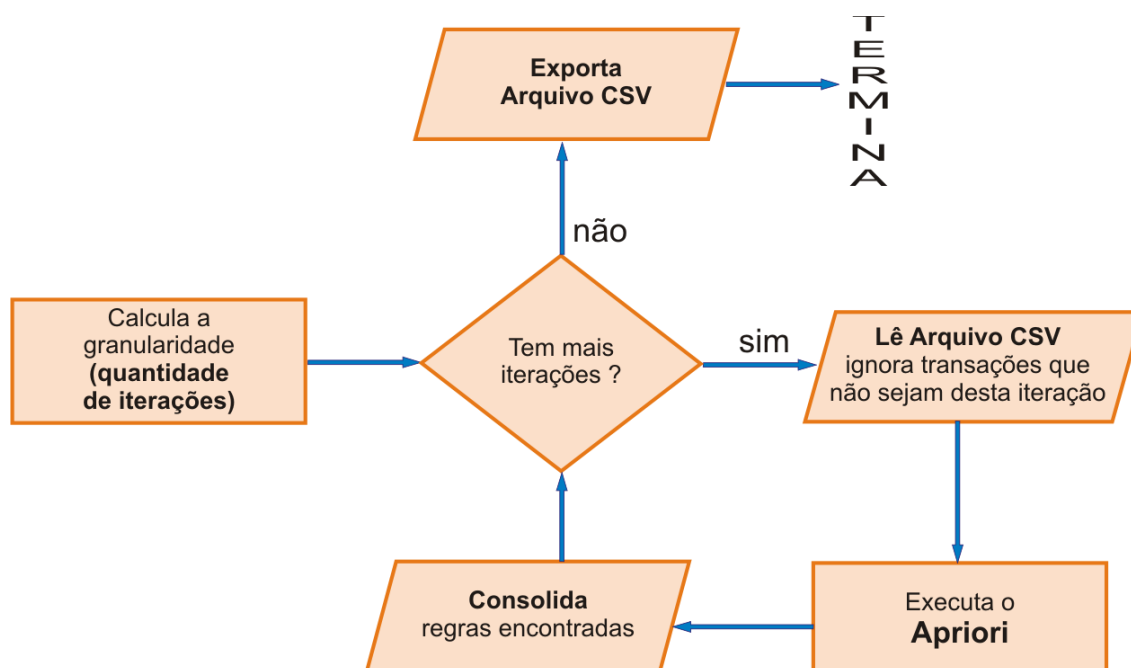 Exporta
Arquivo CSV
TERMINA
não
Calcula a
granularidade
(quantidade
de iterações)
Tem mais
iterações ?
sim
Lê Arquivo CSV
ignora transações que
não sejam desta iteração
Consolida
regras encontradas
Executa o
Apriori